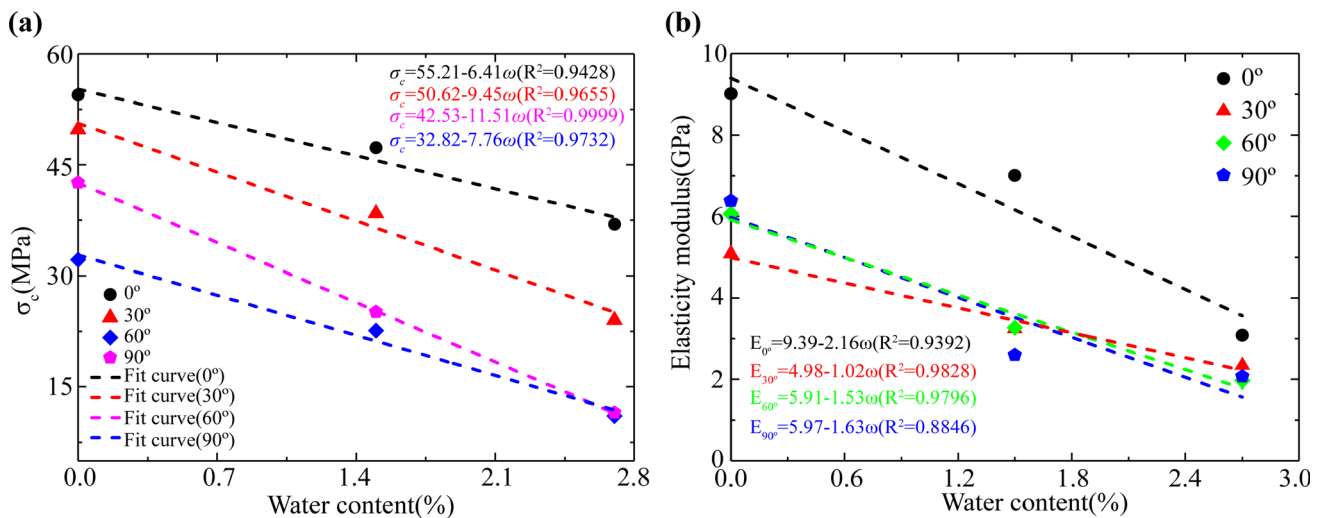 (a)
60
45
30
15
σc(MPa)
σc=55.21-6.41ω(R²=0.9428)
σc=50.62-9.45ω(R²=0.9655)
σc=42.53-11.51ω(R²=0.9999)
σc=32.82-7.76ω(R²=0.9732)
0º
30º
60º
90º
Fit curve(0º)
Fit curve(30º)
Fit curve(60º)
Fit curve(90º)
0.0 0.7 1.4 2.1 2.8
Water content(%)
(b)
10
8
6
4
2
0
Elasticity modulus(GPa)
0º
30º
60º
90º
E0º=9.39-2.16ω(R²=0.9392)
E30º=4.98-1.02ω(R²=0.9828)
E60º=5.91-1.53ω(R²=0.9796)
E90º=5.97-1.63ω(R²=0.8846)
0.0 0.6 1.2 1.8 2.4 3.0
Water content(%)